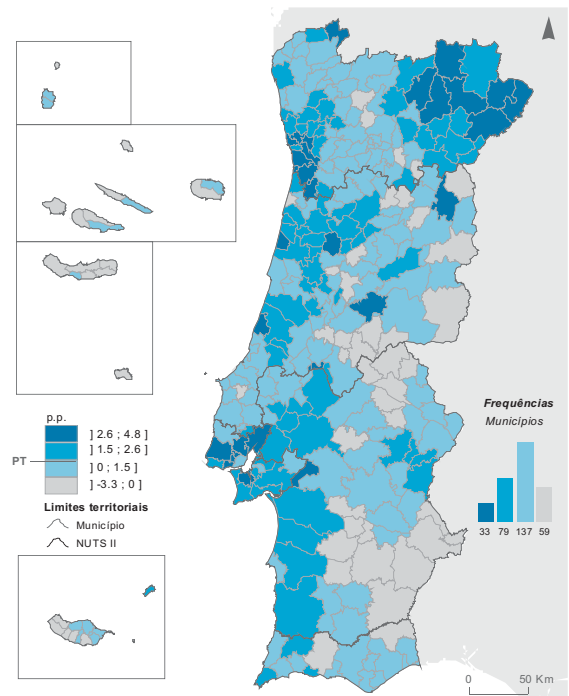 p.p.
] 2.6 ; 4.8 ]
] 1.5 ; 2.6 ]
PT
] 0 ; 1.5 ]
] -3.3 ; 0 ]
Limites territoriais
Município
NUTS II
Frequências
Municípios
33 79 137 59
0 50 Km